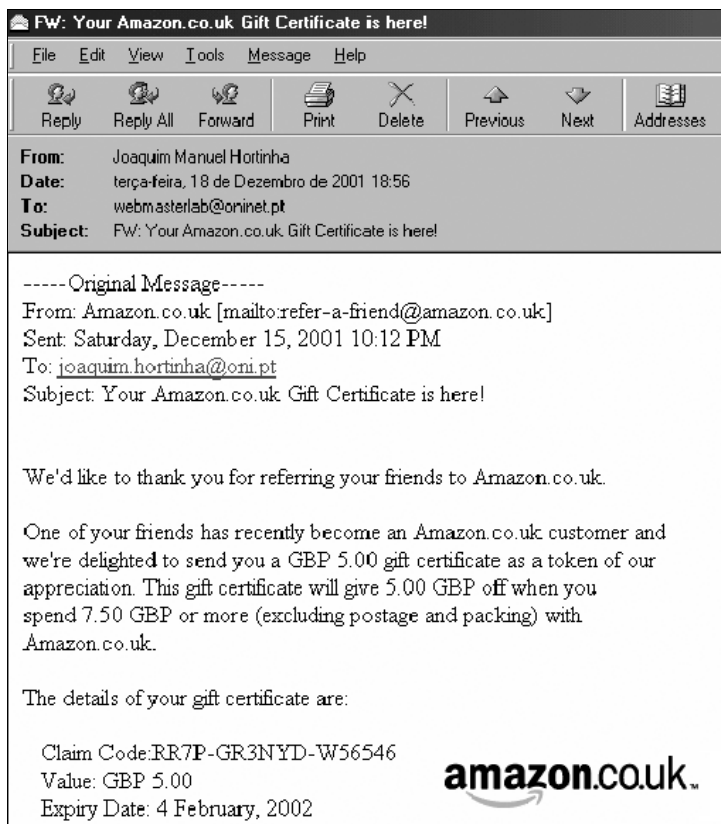 FW: Your Amazon.co.uk Gift Certificate is here!
File Edit View Tools Message Help
Reply Reply All Forward Print Delete Previous Next Addresses
From: Joaquim Manuel Hortinha
Date: terça-feira, 18 de Dezembro de 2001 18:56
To: webmasterlab@oninet.pt
Subject: FW: Your Amazon.co.uk Gift Certificate is here!
-----Original Message-----
From: Amazon.co.uk [mailto:refer-a-friend@amazon.co.uk]
Sent: Saturday, December 15, 2001 10:12 PM
To: joaquim.hortinha@oni.pt
Subject: Your Amazon.co.uk Gift Certificate is here!
We'd like to thank you for referring your friends to Amazon.co.uk.
One of your friends has recently become an Amazon.co.uk customer and
we're delighted to send you a GBP 5.00 gift certificate as a token of our
appreciation. This gift certificate will give 5.00 GBP off when you
spend 7.50 GBP or more (excluding postage and packing) with
Amazon.co.uk.
The details of your gift certificate are:
Claim Code:RR7P-GR3NYD-W56546
Value: GBP 5.00
Expiry Date: 4 February, 2002
amazon.co.uk™